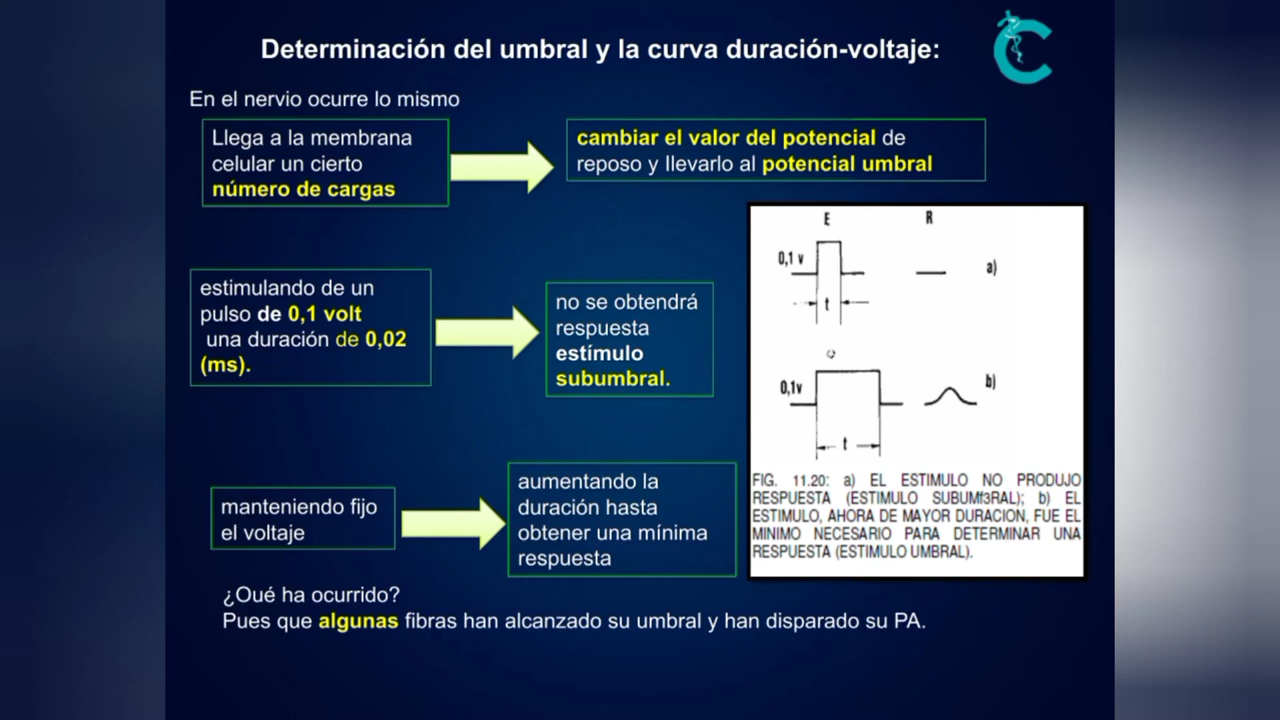 Determinación del umbral y la curva duración-voltaje:
En el nervio ocurre lo mismo
Llega a la membrana
celular un cierto
número de cargas
cambiar el valor del potencial de
reposo y llevarlo al potencial umbral
estimulando de un
pulso de 0,1 volt
una duración de 0,02
(ms).
no se obtendrá
respuesta
estímulo
subumbral.
manteniendo fijo
el voltaje
aumentando la
duración hasta
obtener una mínima
respuesta
E R
0,1 v
a)
t
0,1v
b)
t
FIG. 11.20: a) EL ESTIMULO NO PRODUJO
RESPUESTA (ESTIMULO SUBUMf3RAL); b) EL
ESTIMULO, AHORA DE MAYOR DURACION, FUE EL
MINIMO NECESARIO PARA DETERMINAR UNA
RESPUESTA (ESTIMULO UMBRAL).
¿Oué ha ocurrido?
Pues que algunas fibras han alcanzado su umbral y han disparado su PA.